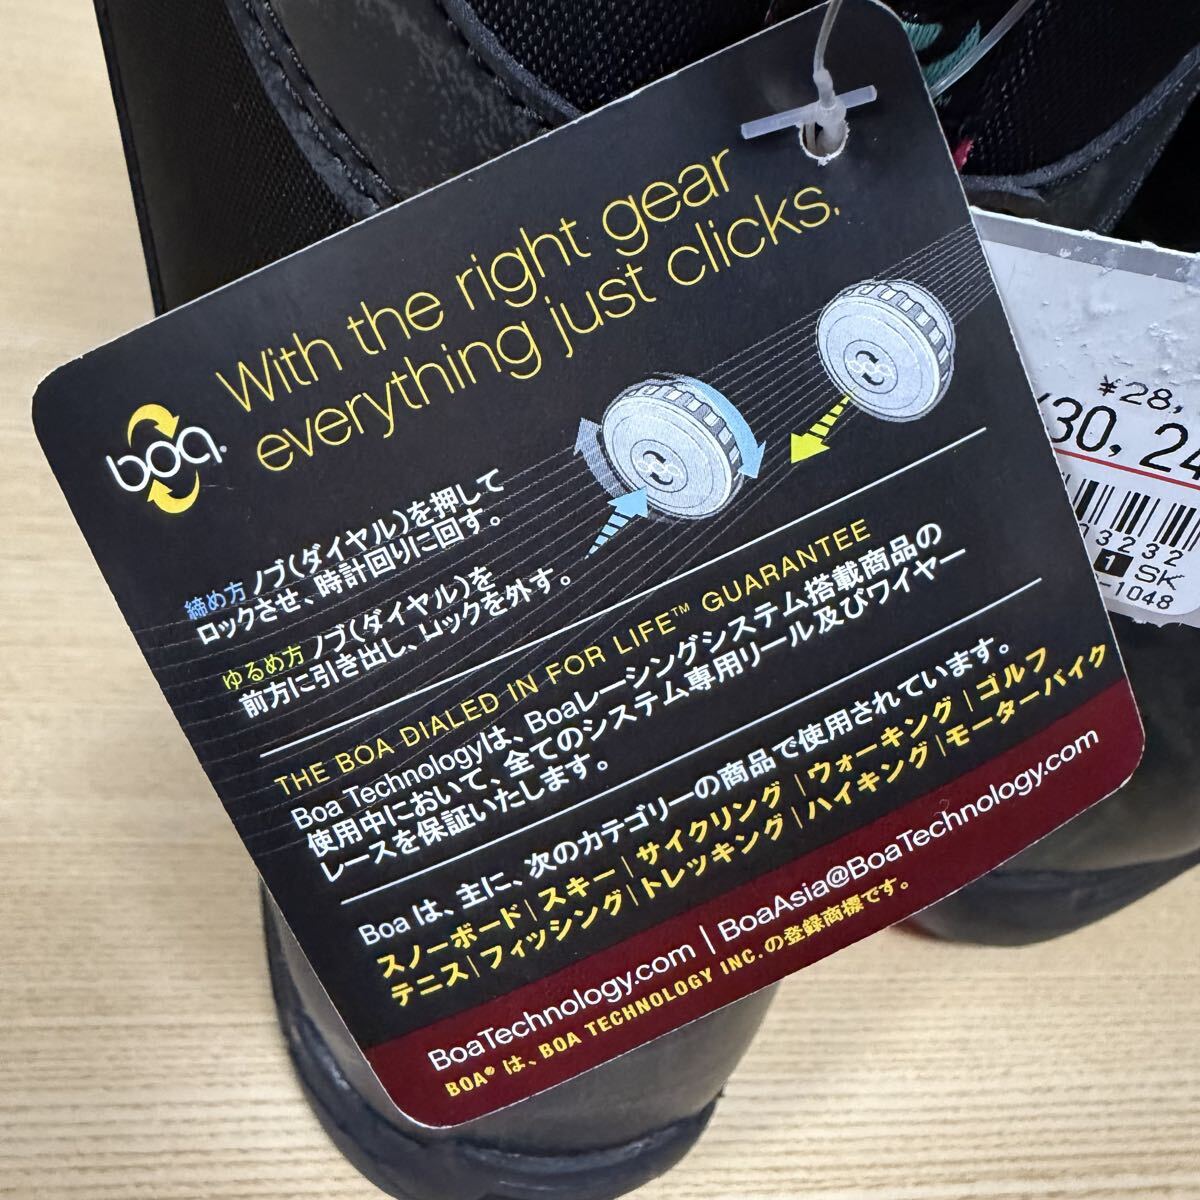 With the right gear
everything just clicks.
boa
締め方 ノブ(ダイヤル)を押して
ロックさせ、時計回りに回す。
ゆるめ方 ノブ(ダイヤル)を
前方に引き出し、ロックを外す。
THE BOA DIALED IN FOR LIFE™ GUARANTEE
Boa Technologyは、Boaレーシングシステム搭載商品の
使用中において、全てのシステム専用リール及びワイヤー
レースを保証いたします。
Boa は、主に、次のカテゴリーの商品で使用されています。
スノーボード | スキー | サイクリング | ウォーキング | ゴルフ
テニス | フィッシング | トレッキング | ハイキング | モーターバイク
BoaTechnology.com | BoaAsia@BoaTechnology.com
BOA® は、BOA TECHNOLOGY INC.の登録商標です。
¥28,
¥30,24
3232
1 SK
-1048